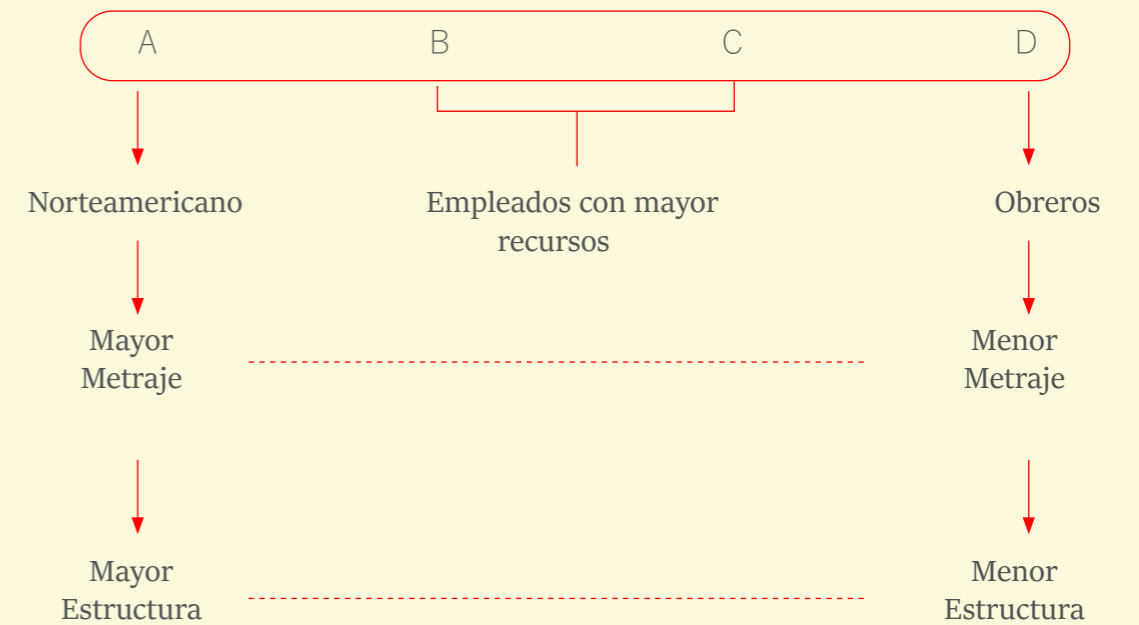 A B C D
Norteamericano Empleados con mayor Obreros
recursos
Mayor Menor
Metraje Metraje
Mayor Menor
Estructura Estructura